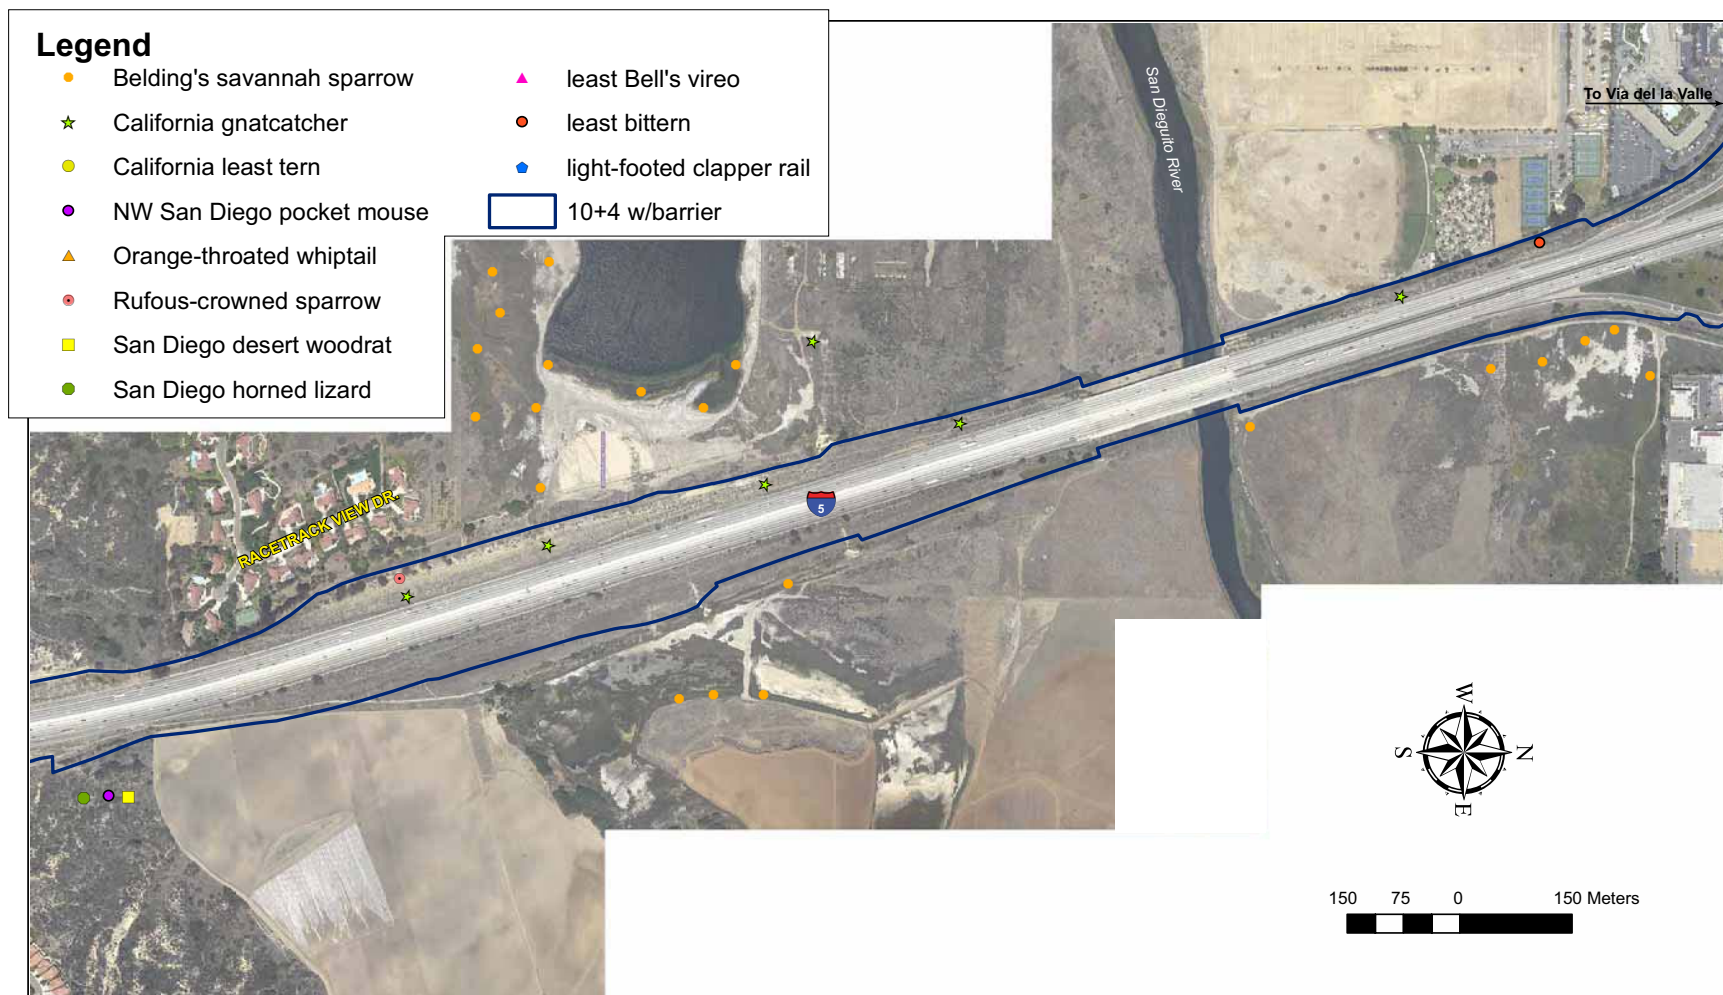 Legend
Belding's savannah sparrow
California gnatcatcher
California least tern
NW San Diego pocket mouse
Orange-throated whiptail
Rufous-crowned sparrow
San Diego desert woodrat
San Diego horned lizard
least Bell's vireo
least bittern
light-footed clapper rail
10+4 w/barrier
San Dieguito River
To Via del la Valle
RACETRACK VIEW DR.
5
W
N
S
E
150 75 0 150 Meters